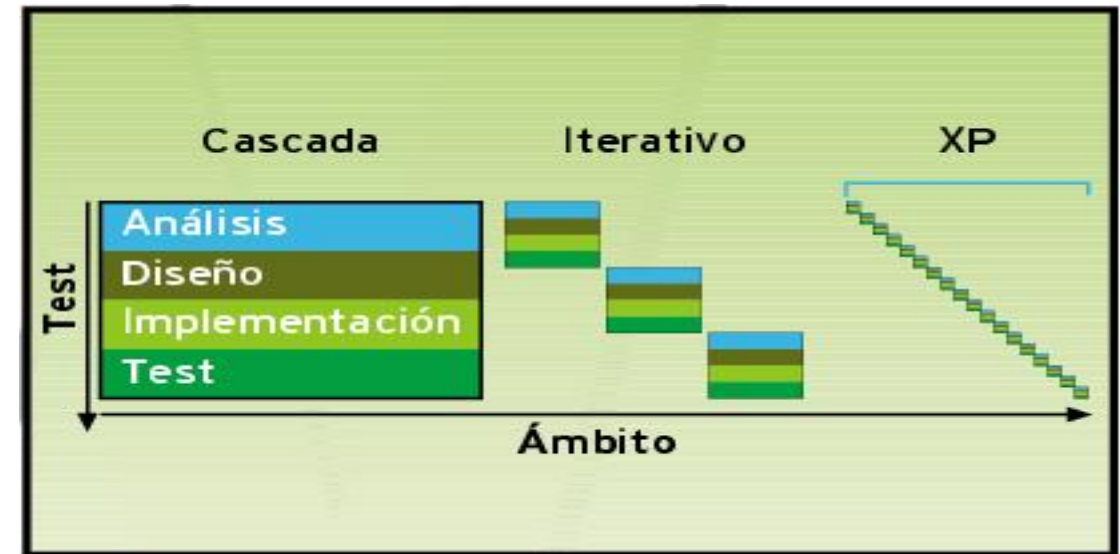 Cascada Iterativo XP
Análisis
Diseño
Implementación
Test
Test
Ámbito